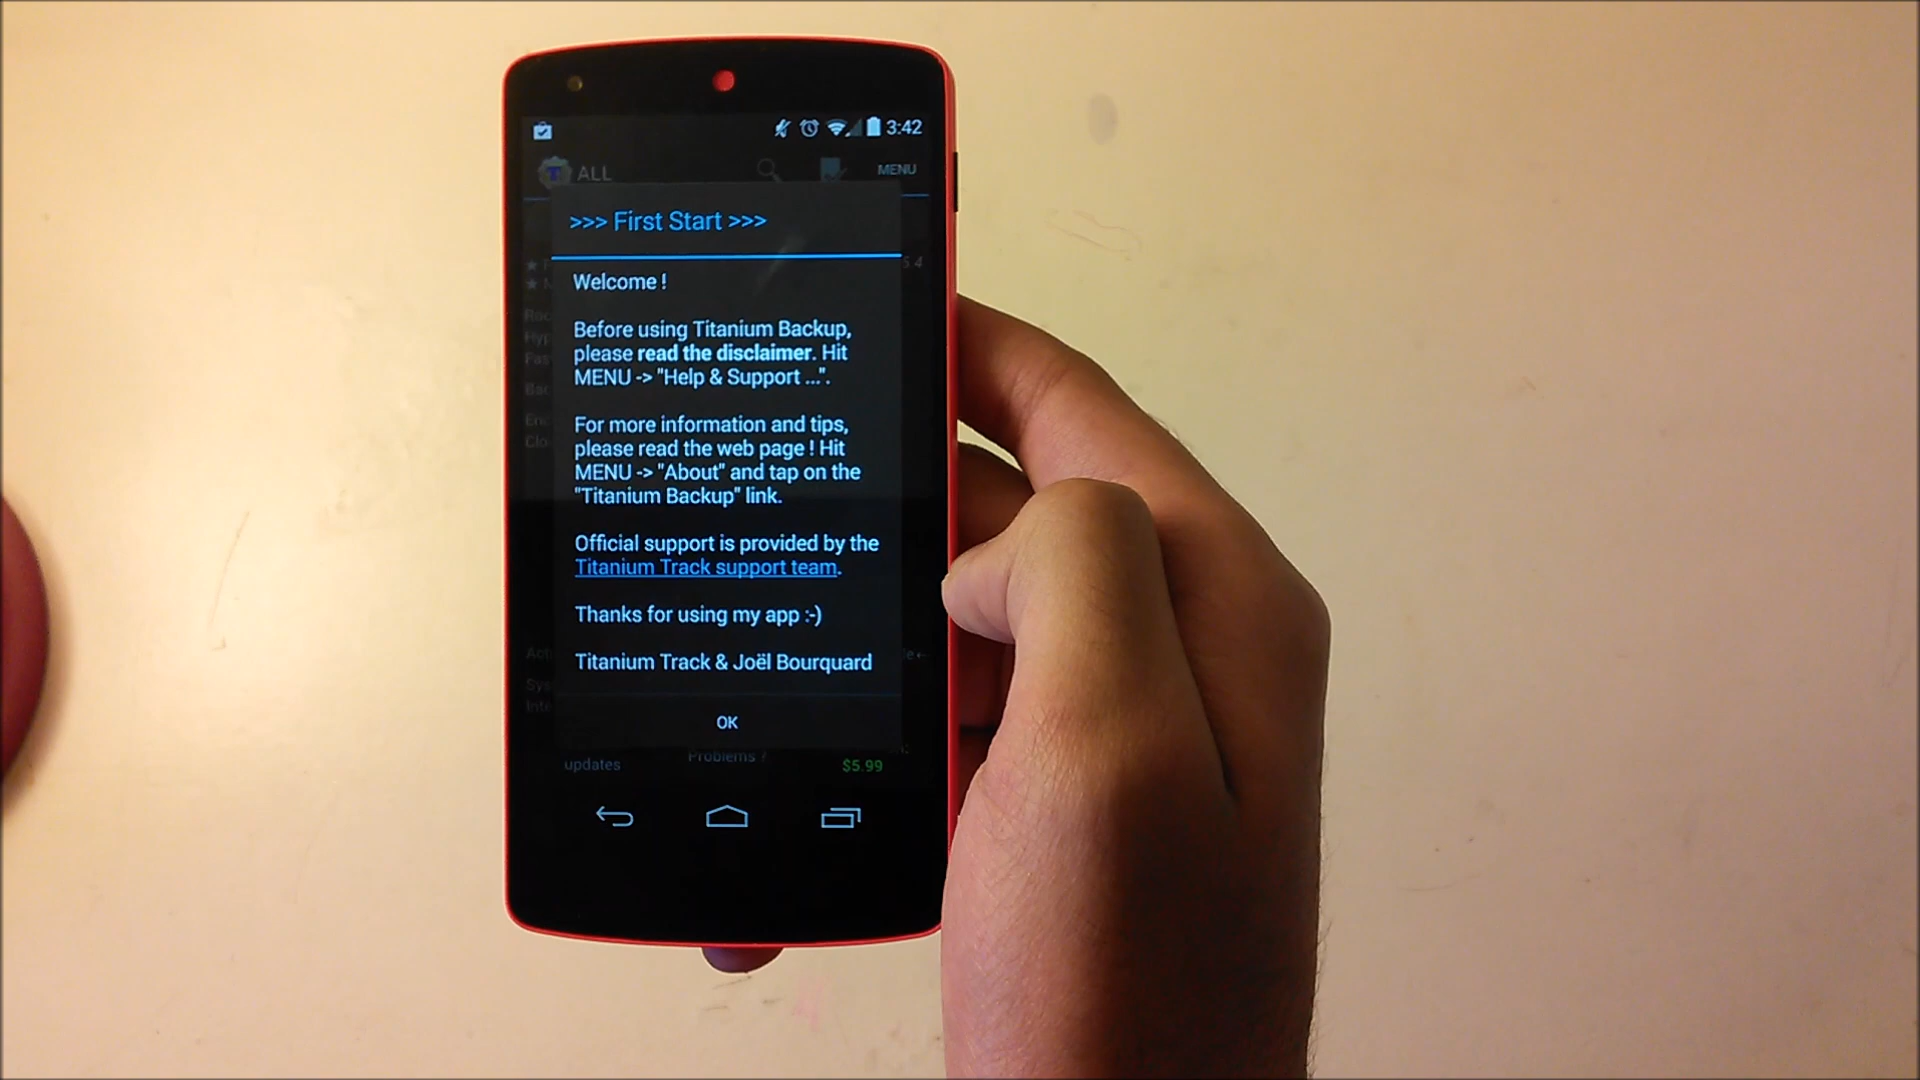 3:42
ALL MENU
>>> First Start >>>
Welcome !
Before using Titanium Backup,
please read the disclaimer. Hit
MENU -> "Help & Support ...".
For more information and tips,
please read the web page ! Hit
MENU -> "About" and tap on the
"Titanium Backup" link.
Official support is provided by the
Titanium Track support team.
Thanks for using my app :-)
Titanium Track & Joël Bourquard
OK
Problems ?
updates $5.99